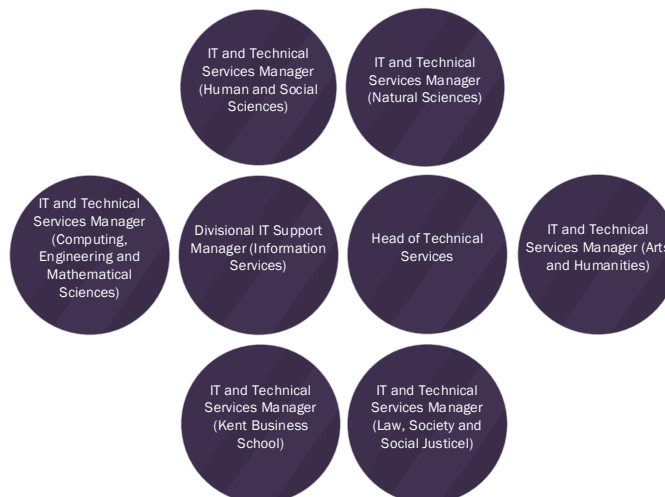 IT and Technical
Services Manager
(Human and Social
Sciences)
IT and Technical
Services Manager
(Natural Sciences)
IT and Technical
Services Manager
(Computing,
Engineering and
Mathematical
Sciences)
Divisional IT Support
Manager (Information
Services)
Head of Technical
Services
IT and Technical
Services Manager (Arts
and Humanities)
IT and Technical
Services Manager
(Kent Business
School)
IT and Technical
Services Manager
(Law, Society and
Social Justicel)